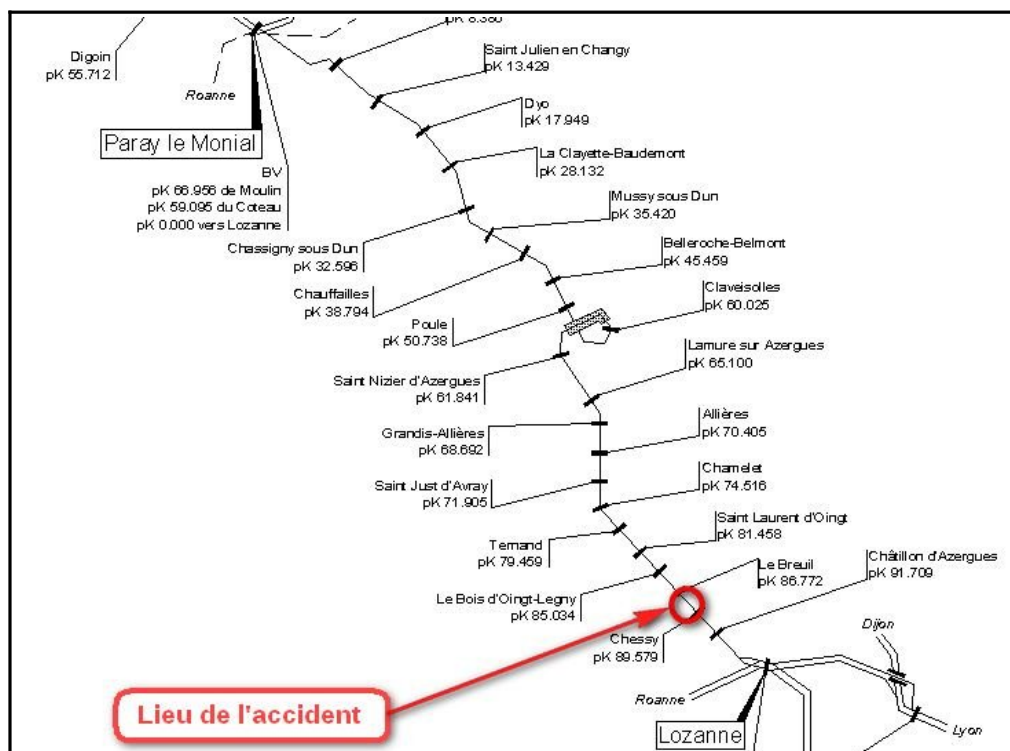 pK 8.380
Digoin
pK 55.712
Saint Julien en Changy
pK 13.429
Roanne
Dyo
pK 17.949
Paray le Monial
La Clayette-Baudemont
pK 28.132
BV
pK 66.956 de Moulin
pK 59.095 du Coteau
pK 0.000 vers Lozanne
Mussy sous Dun
pK 35.420
Chassigny sous Dun
pK 32.596
Belleroche-Belmont
pK 45.459
Chauffailles
pK 38.794
Claveisolles
pK 60.025
Poule
pK 50.738
Lamure sur Azergues
pK 65.100
Saint Nizier d'Azergues
pK 61.841
Allières
pK 70.405
Grandis-Allières
pK 68.692
Chamelet
pK 74.516
Saint Just d'Avray
pK 71.905
Saint Laurent d'Oingt
pK 81.458
Ternand
pK 79.459
Le Breuil
pK 86.772
Châtillon d'Azergues
pK 91.709
Le Bois d'Oingt-Legny
pK 85.034
Chessy
pK 89.579
Dijon
Roanne
Lieu de l'accident
Lozanne
Lyon